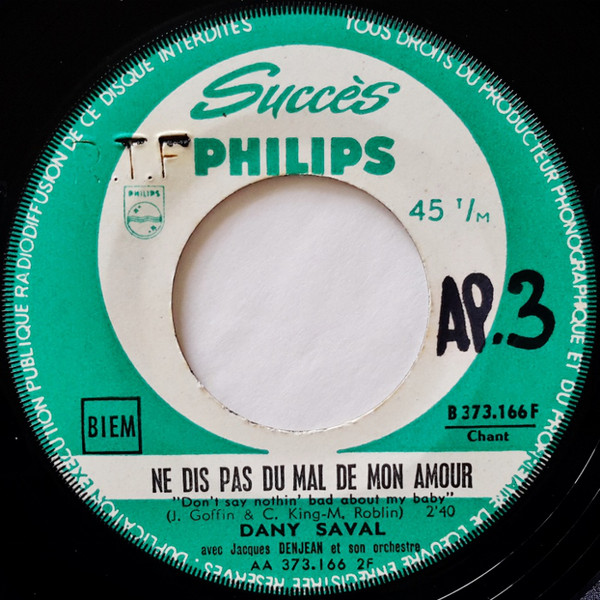 TOUS DROITS DU PRODUCTEUR PHONOGRAPHIQUE ET DU PROPRIÉTAIRE DE L'ŒUVRE ENREGISTRÉE RÉSERVÉS: DUPLICATION EXECUTION PUBLIQUE RADIODIFFUSION DE CE DISQUE INTERDITES
Succès
T.F
PHILIPS
PHILIPS
45 T/M
AP.3
BIEM
B 373.166 F
Chant
NE DIS PAS DU MAL DE MON AMOUR
"Don't say nothin' bad about my baby"
(J. Goffin & C. King-M. Roblin) 2'40
DANY SAVAL
avec Jacques DENJEAN et son orchestre
AA 373.166 2F